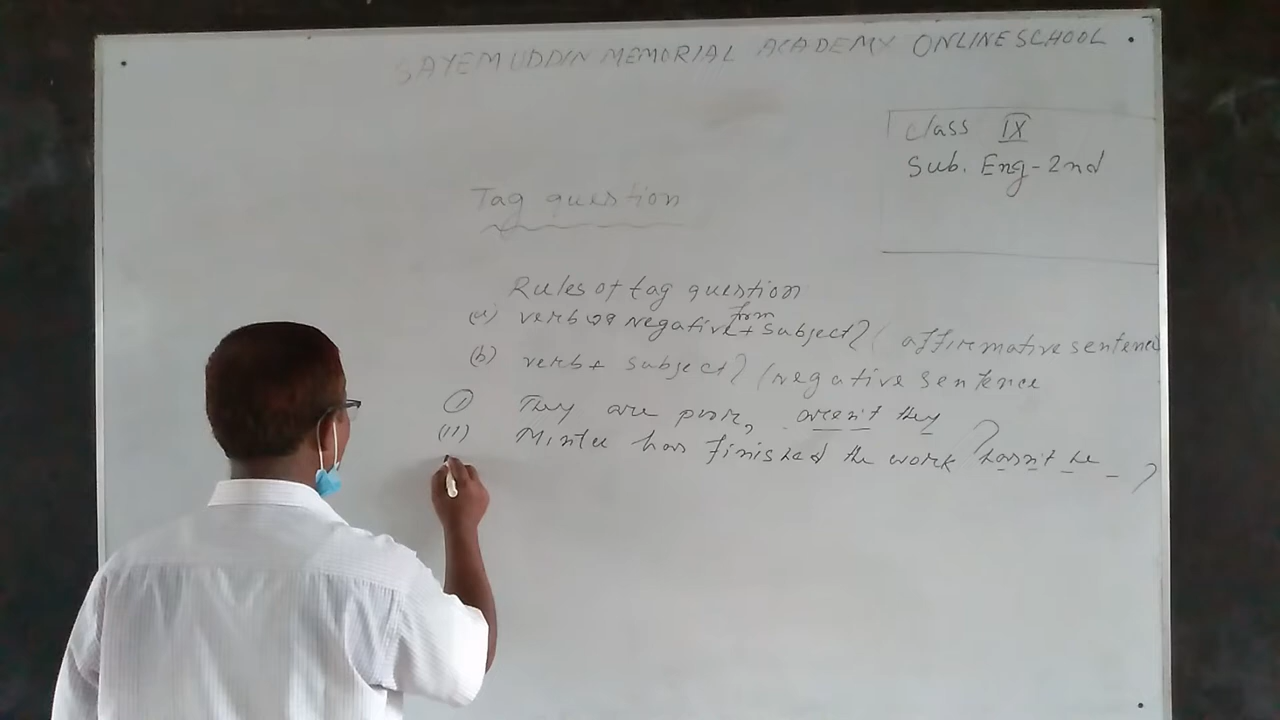 SAYEMUDDIN MEMORIAL ACADEMY ONLINE SCHOOL
Class IX
Sub. Eng-2nd
Tag question
Rules of tag question
(a) verb এর Negative form + Subject? (affirmative sentence
(b) verb + subject? (negative sentence
(I) They are poor, aren't they?
(II) Mintu has finished the work hasn't he?